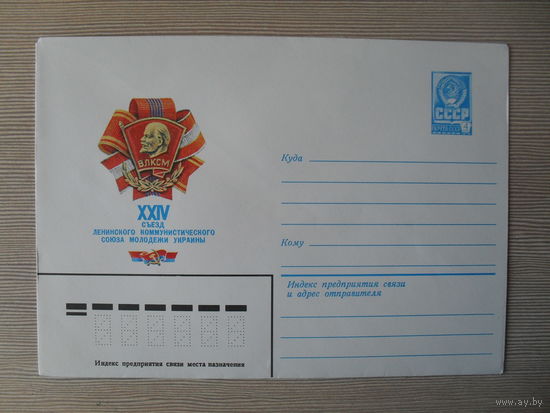 ВЛКСМ
XXIV
СЪЕЗД
ЛЕНИНСКОГО КОММУНИСТИЧЕСКОГО
СОЮЗА МОЛОДЕЖИ УКРАИНЫ
СССР
4
Куда
Кому
Индекс предприятия связи
и адрес отправителя
Индекс предприятия связи места назначения
www.ay.by